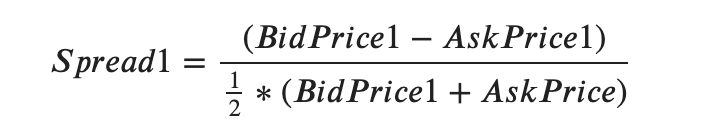 Spread1 = (BidPrice1 − AskPrice1) / 1/2 * (BidPrice1 + AskPrice)